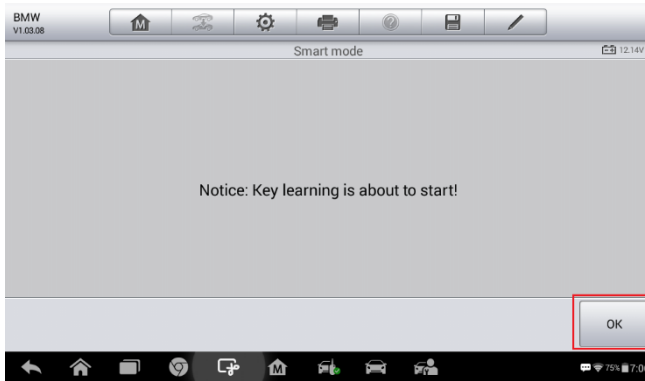 BMW
V1.03.08
M
Smart mode
12.14V
Notice: Key learning is about to start!
OK
M
75%